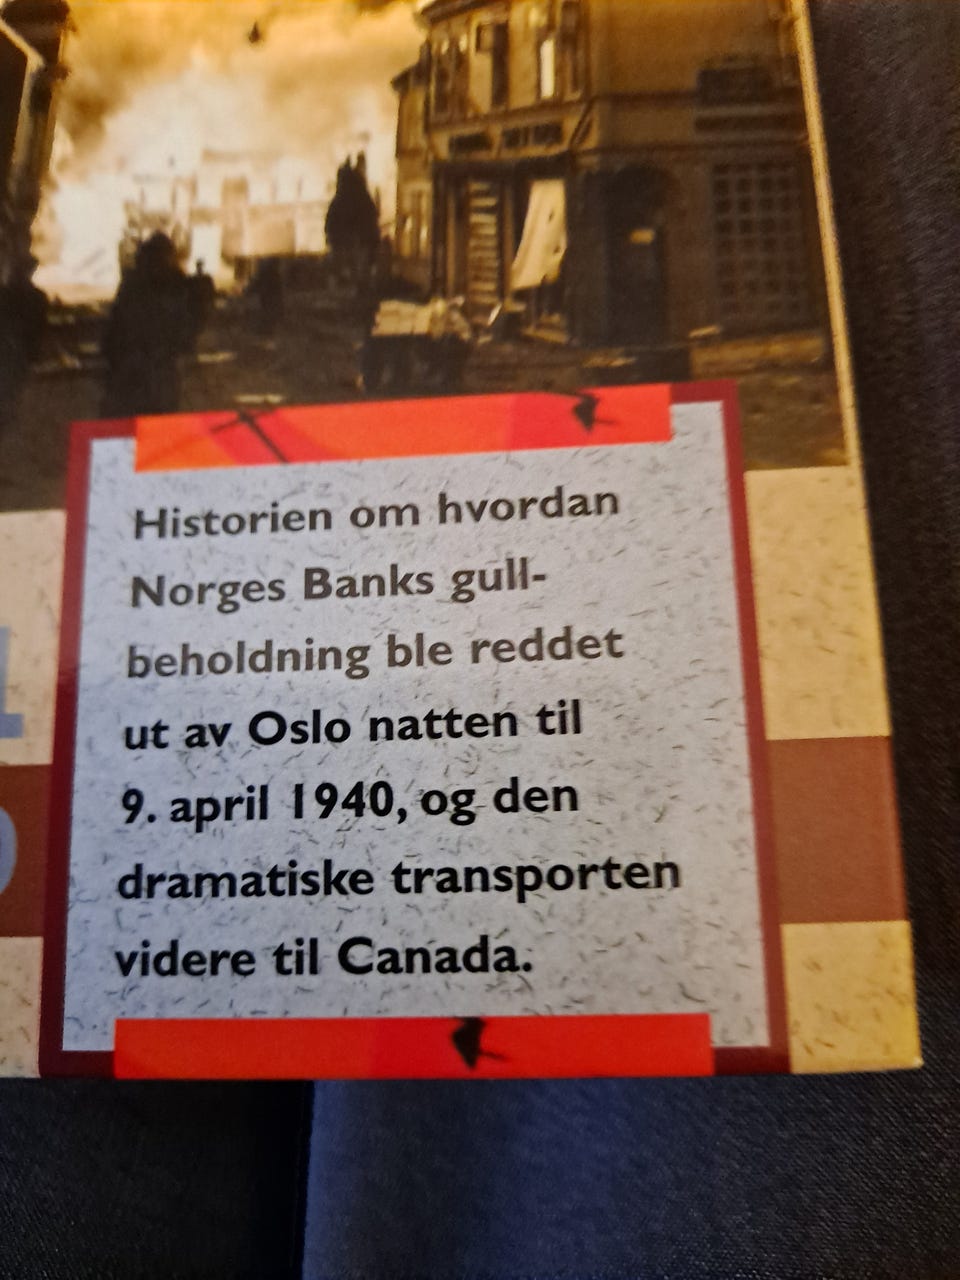 Historien om hvordan
Norges Banks gull-
beholdning ble reddet
ut av Oslo natten til
9. april 1940, og den
dramatiske transporten
videre til Canada.